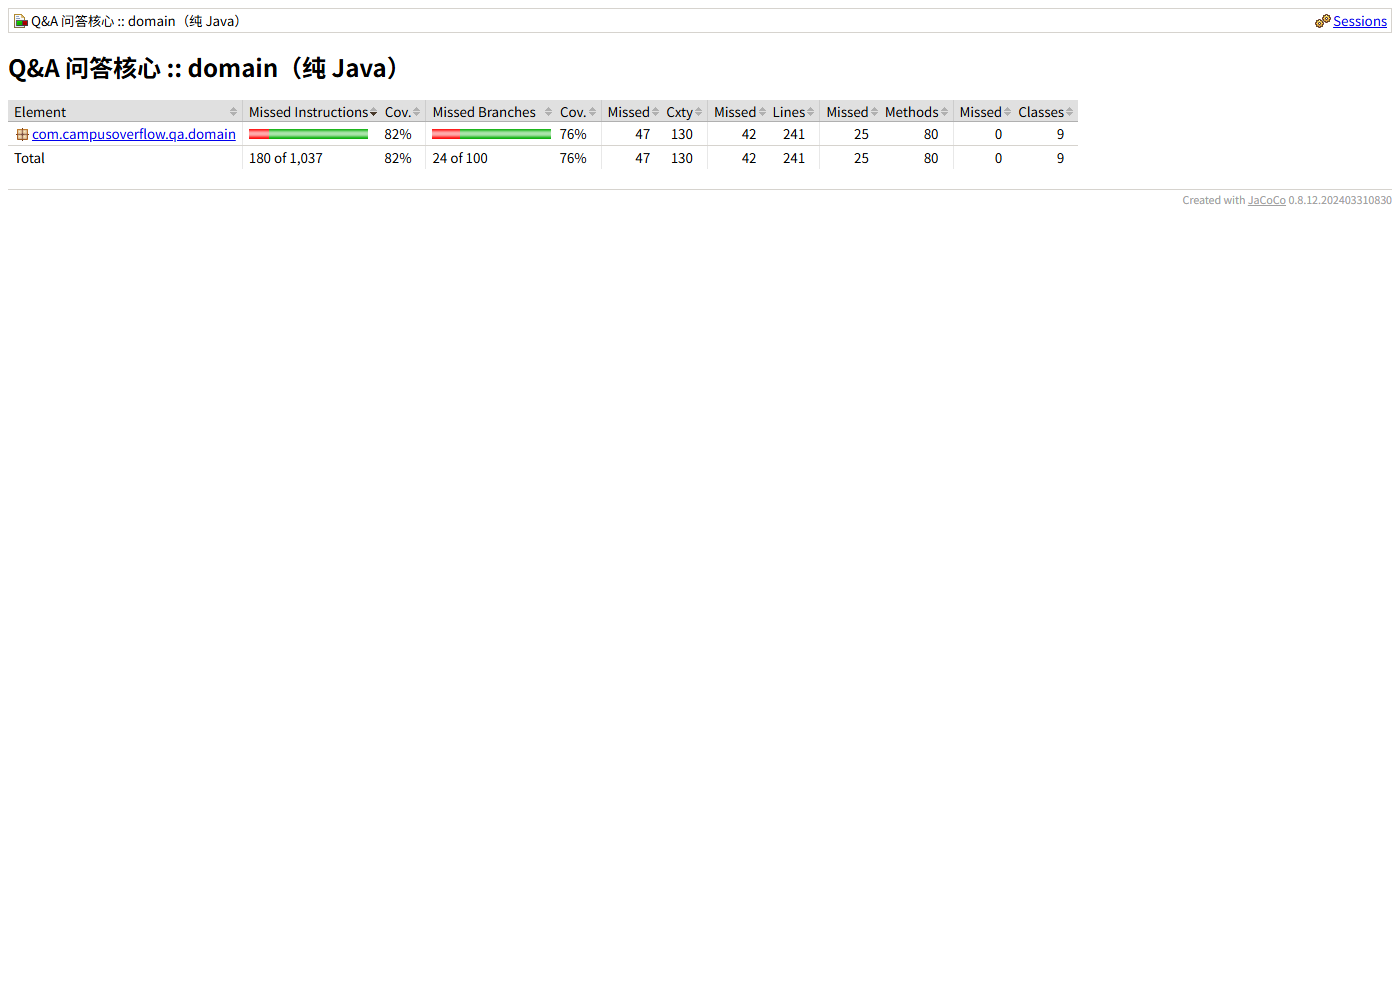 Q&A 问答核心 :: domain（纯 Java） Sessions
Q&A 问答核心 :: domain（纯 Java）
Element Missed Instructions Cov. Missed Branches Cov. Missed Cxty Missed Lines Missed Methods Missed Classes
com.campusoverflow.qa.domain 82% 76% 47 130 42 241 25 80 0 9
Total 180 of 1,037 82% 24 of 100 76% 47 130 42 241 25 80 0 9
Created with JaCoCo 0.8.12.202403310830